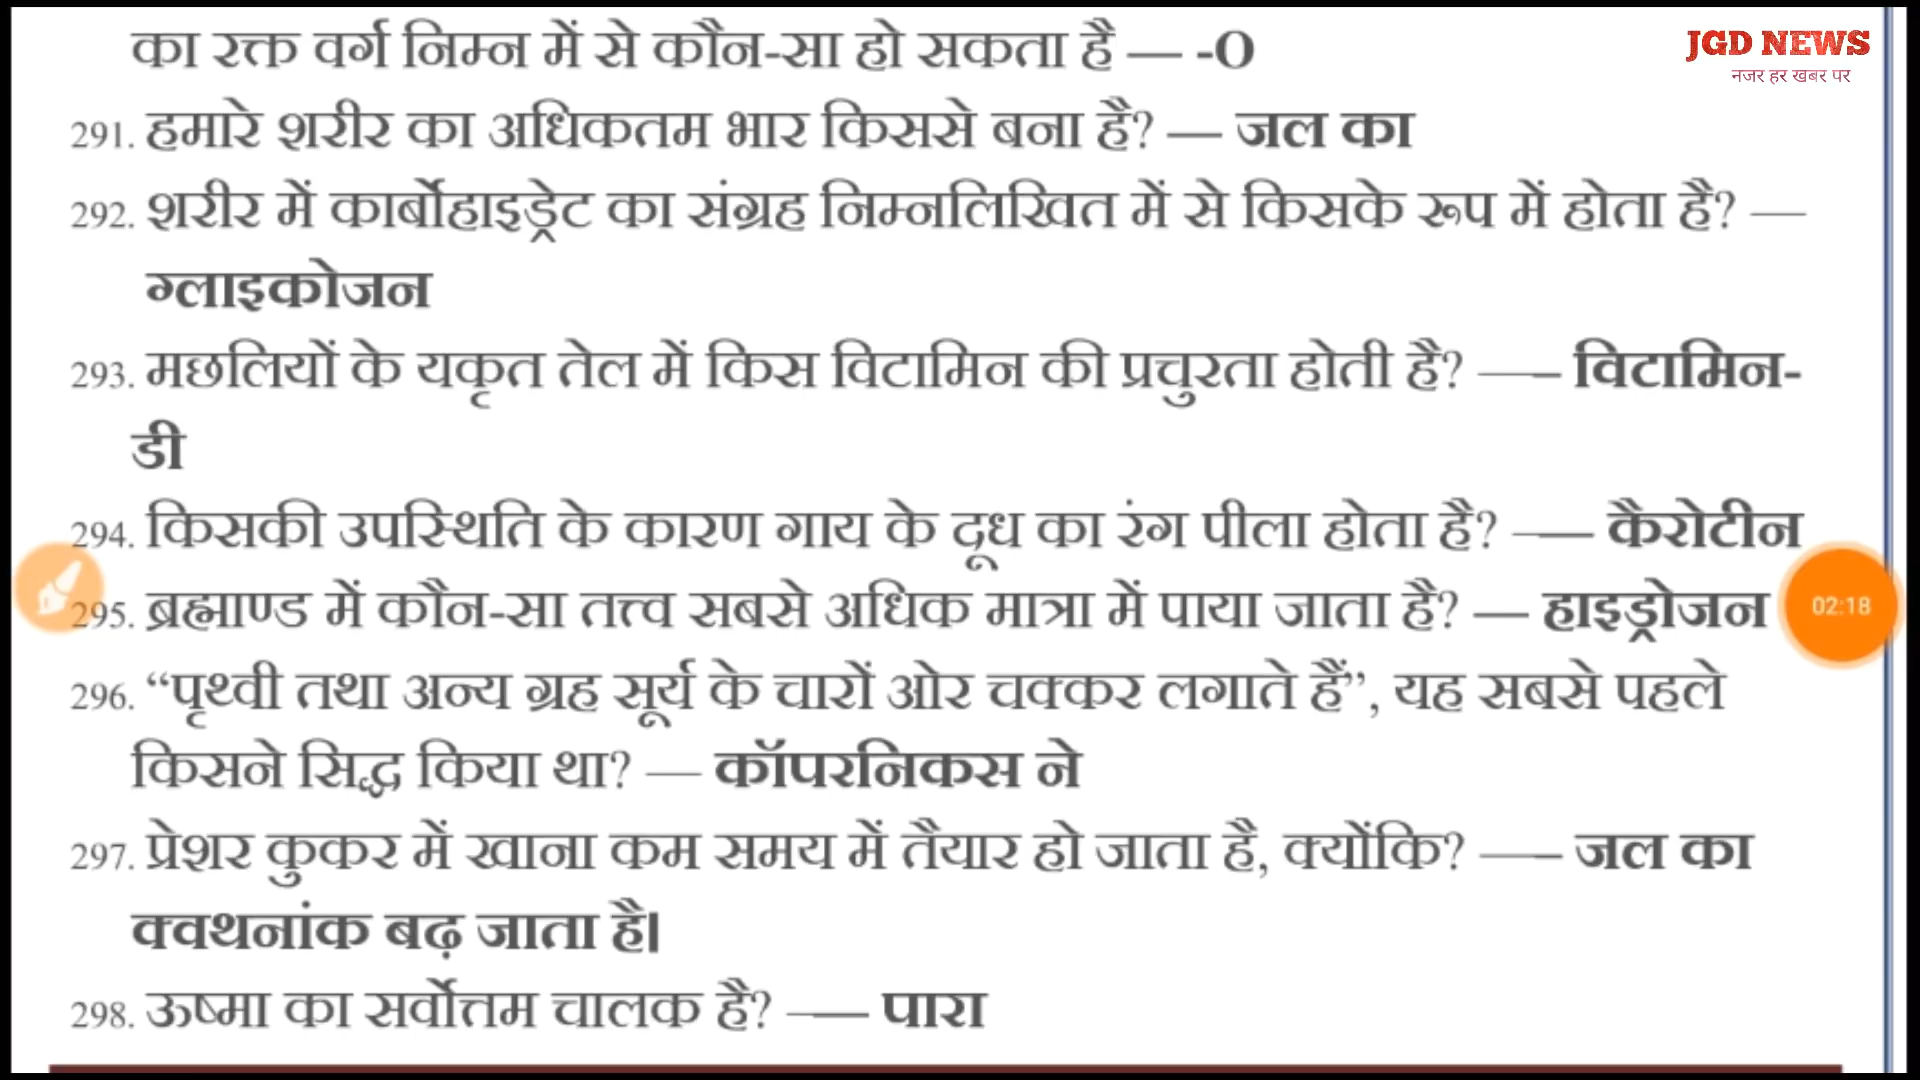 का रक्त वर्ग निम्न में से कौन-सा हो सकता है — -O
JGD NEWS
नजर हर खबर पर
291. हमारे शरीर का अधिकतम भार किससे बना है? — जल का
292. शरीर में कार्बोहाइड्रेट का संग्रह निम्नलिखित में से किसके रूप में होता है? —
ग्लाइकोजन
293. मछलियों के यकृत तेल में किस विटामिन की प्रचुरता होती है? —– विटामिन-
डी
294. किसकी उपस्थिति के कारण गाय के दूध का रंग पीला होता है? —– कैरोटीन
295. ब्रह्माण्ड में कौन-सा तत्त्व सबसे अधिक मात्रा में पाया जाता है? — हाइड्रोजन
02:18
296. “पृथ्वी तथा अन्य ग्रह सूर्य के चारों ओर चक्कर लगाते हैं”, यह सबसे पहले
किसने सिद्ध किया था? — कॉपरनिकस ने
297. प्रेशर कुकर में खाना कम समय में तैयार हो जाता है, क्योंकि? —– जल का
क्वथनांक बढ़ जाता है।
298. ऊष्मा का सर्वोत्तम चालक है? —– पारा